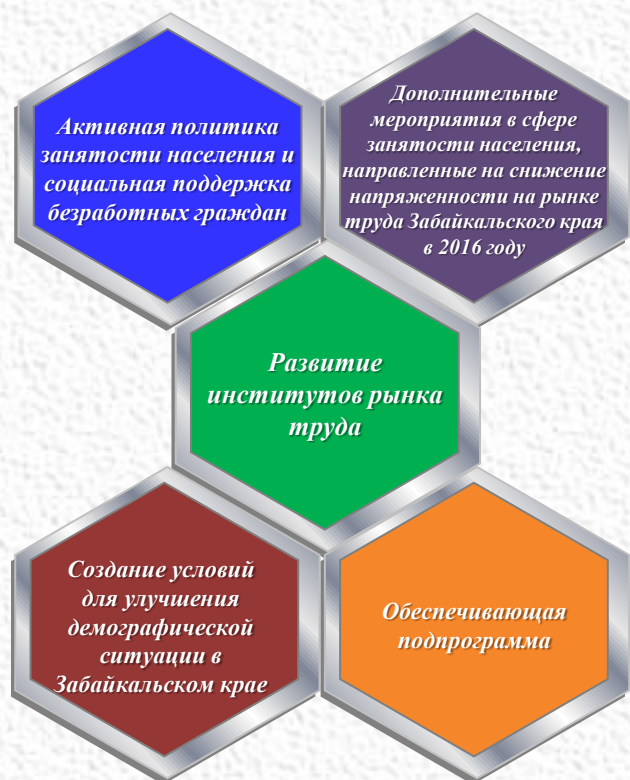 Активная политика
занятости населения и
социальная поддержка
безработных граждан
Дополнительные
мероприятия в сфере
занятости населения,
направленные на снижение
напряженности на рынке
труда Забайкальского края
в 2016 году
Развитие
институтов рынка
труда
Создание условий
для улучшения
демографической
ситуации в
Забайкальском крае
Обеспечивающая
подпрограмма